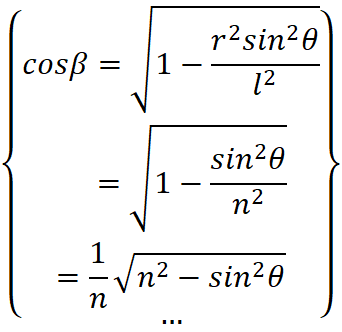 cosβ = √(1 − r²sin²θ/l²)
= √(1 − sin²θ/n²)
= 1/n √(n² − sin²θ)
...